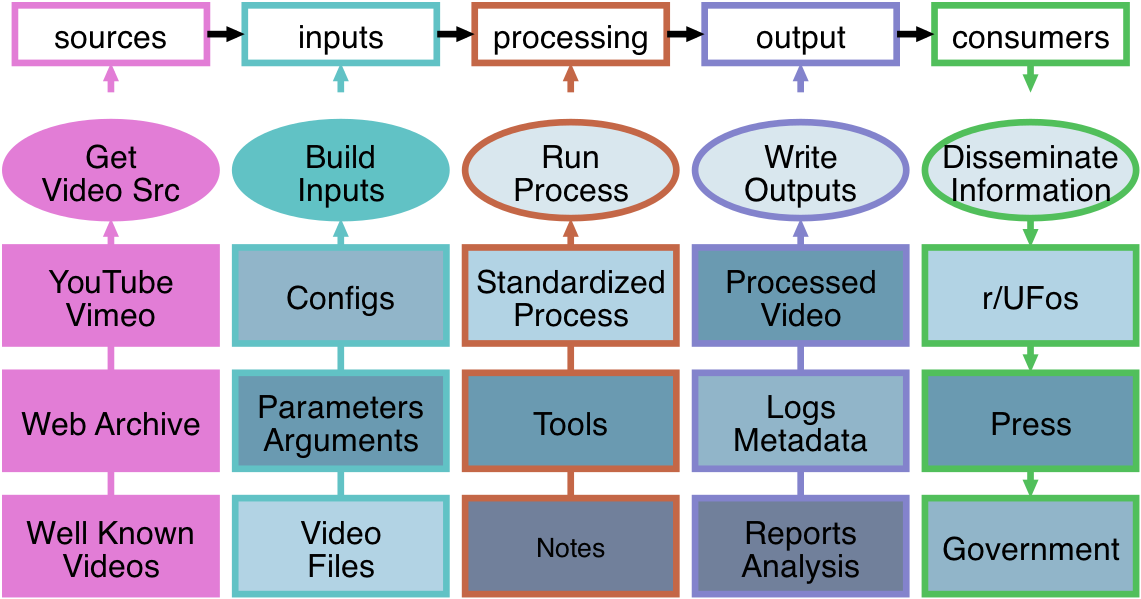 sources
inputs
processing
output
consumers
Get
Video Src
Build
Inputs
Run
Process
Write
Outputs
Disseminate
Information
YouTube
Vimeo
Configs
Standardized
Process
Processed
Video
r/UFos
Web Archive
Parameters
Arguments
Tools
Logs
Metadata
Press
Well Known
Videos
Video
Files
Notes
Reports
Analysis
Government